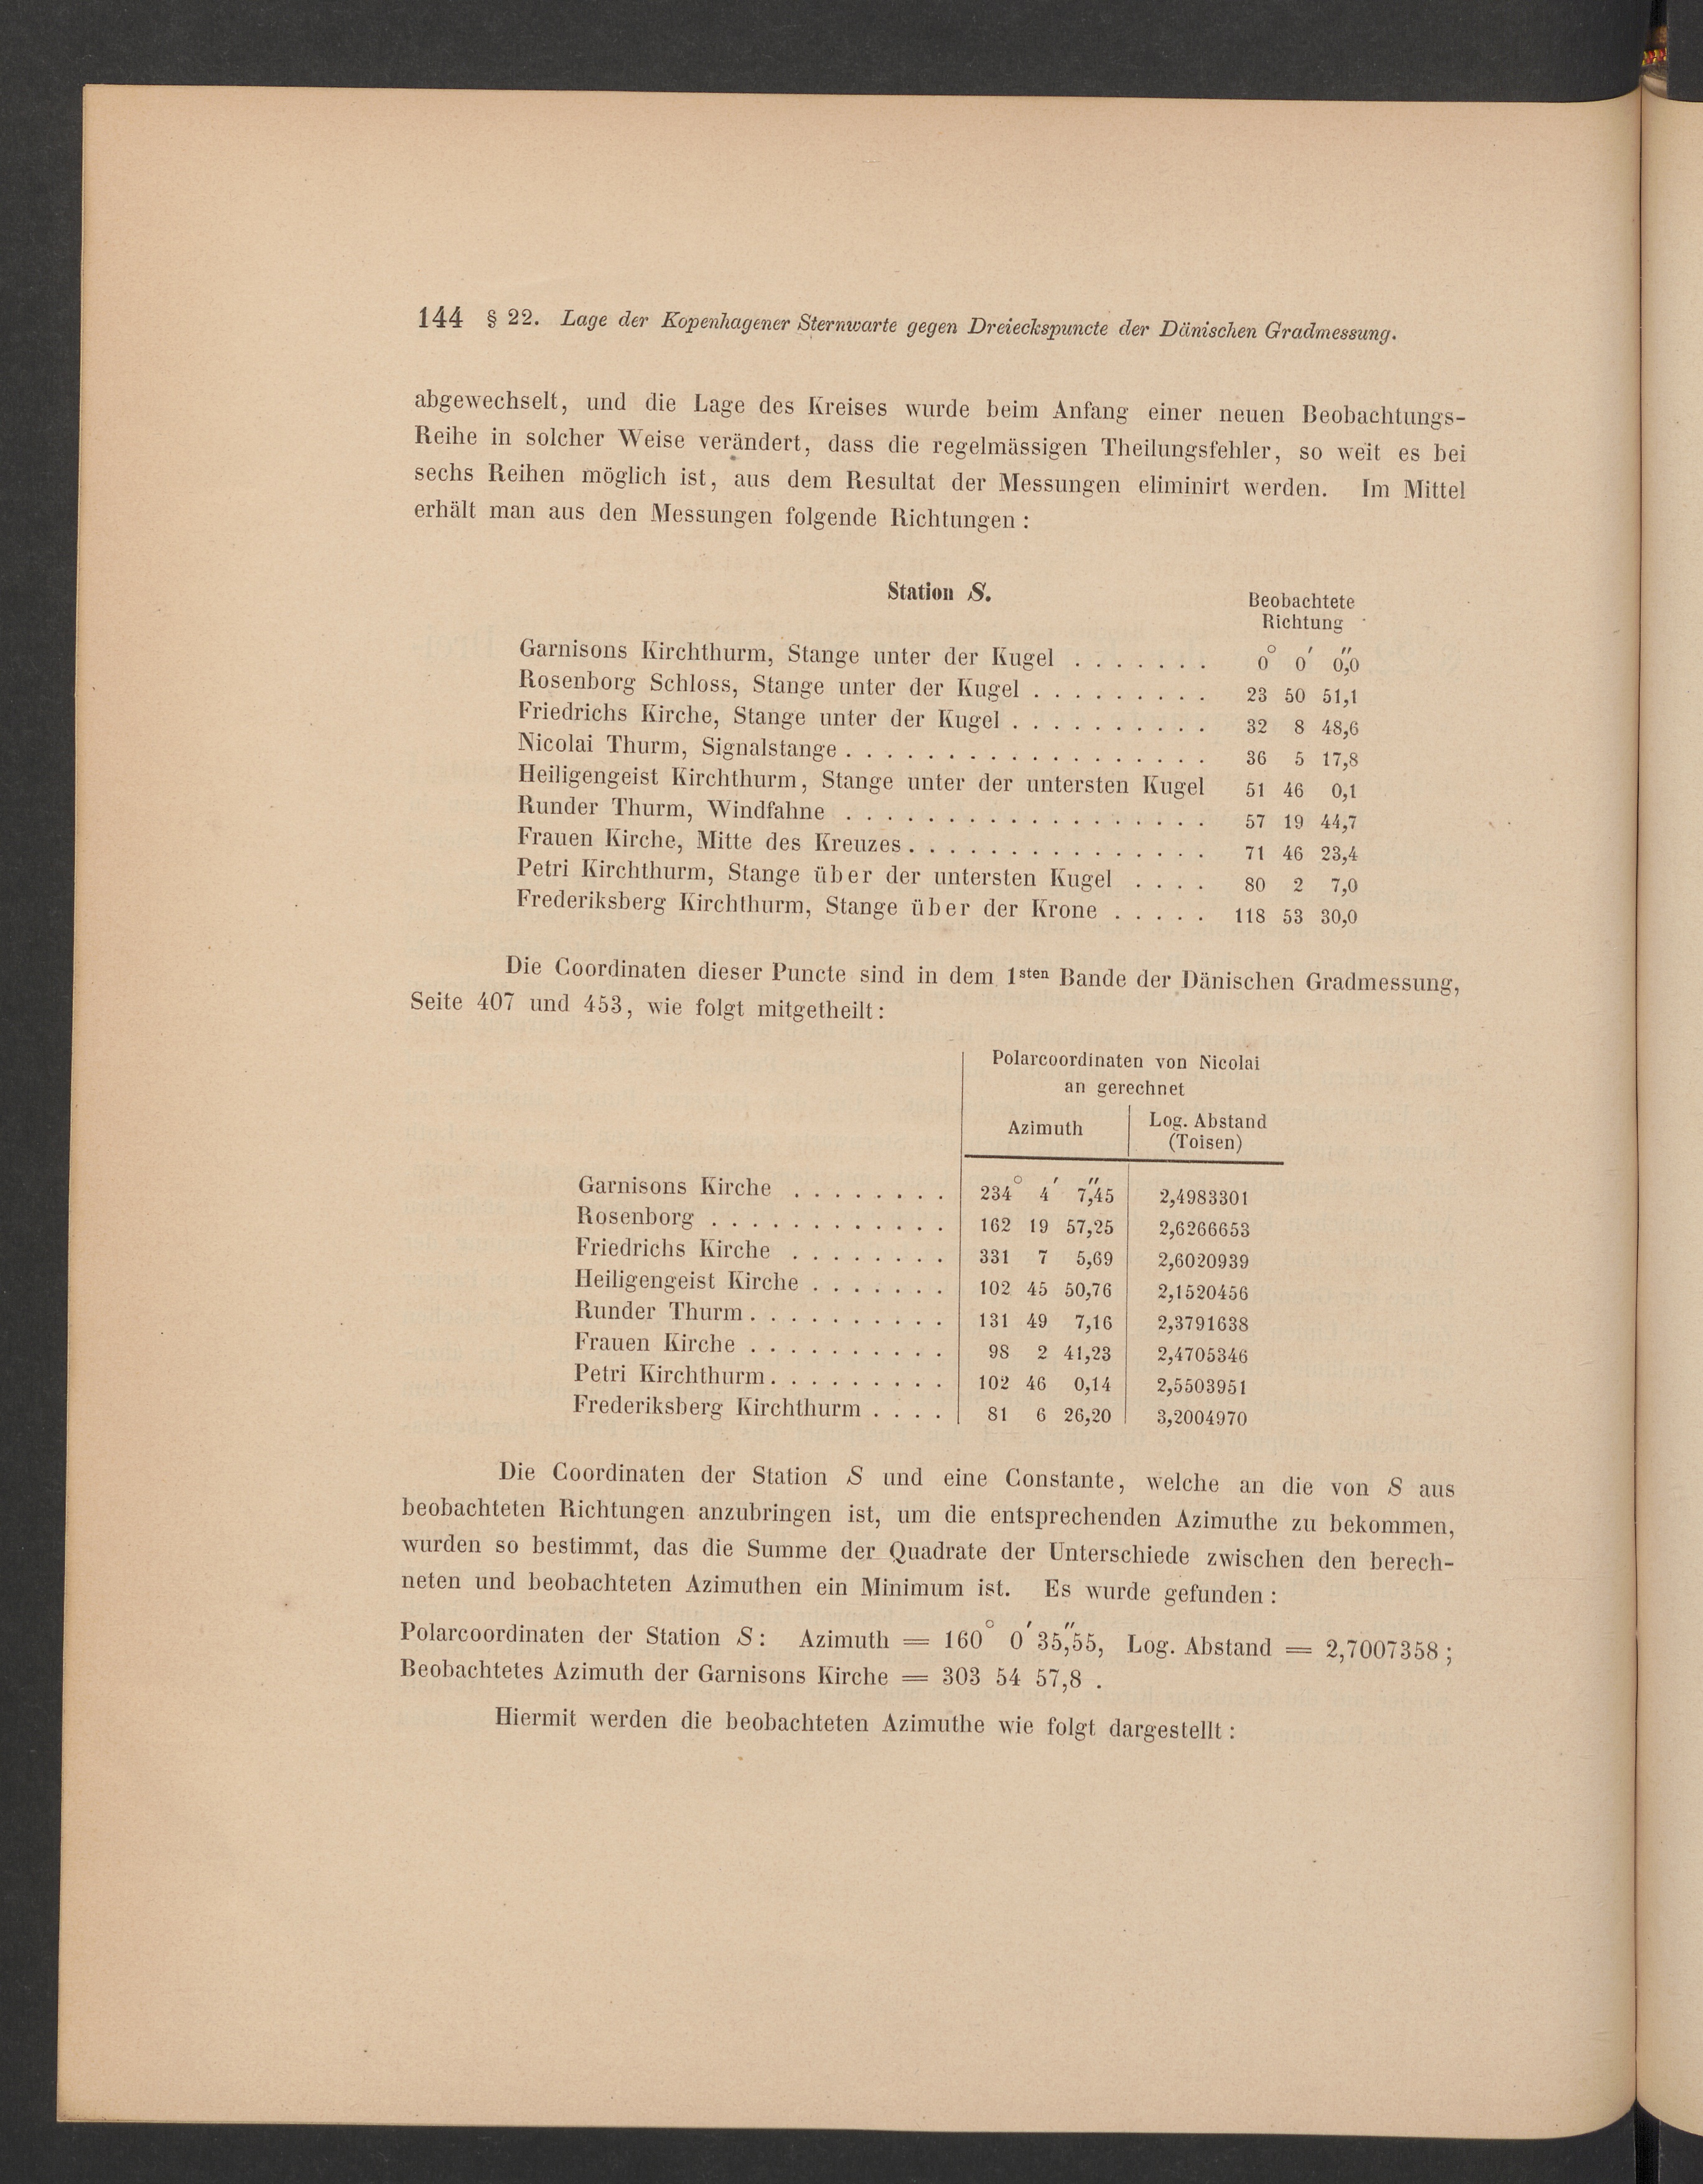 144 § 22. Lage der Kopenhagener Sternwarte gegen Dreieckspuncte der Dänischen Gradmessung.
abgewechselt, und die Lage des Kreises wurde beim Anfang einer neuen Beobachtungs-
Reihe in solcher Weise verändert, dass die regelmässigen Theilungsfehler, so weit es bei
sechs Reihen möglich ist, aus dem Resultat der Messungen eliminirt werden. Im Mittel
erhält man aus den Messungen folgende Richtungen:
Station S.
Beobachtete
Richtung
Garnisons Kirchthurm, Stange unter der Kugel . . . . . . . 0° 0′ 0″,0
Rosenborg Schloss, Stange unter der Kugel . . . . . . . . . 23 50 51,1
Friedrichs Kirche, Stange unter der Kugel . . . . . . . . . . 32 8 48,6
Nicolai Thurm, Signalstange . . . . . . . . . . . . . . . . . . 36 5 17,8
Heiligengeist Kirchthurm, Stange unter der untersten Kugel 51 46 0,1
Runder Thurm, Windfahne . . . . . . . . . . . . . . . . . . 57 19 44,7
Frauen Kirche, Mitte des Kreuzes . . . . . . . . . . . . . . . 71 46 23,4
Petri Kirchthurm, Stange über der untersten Kugel . . . . 80 2 7,0
Frederiksberg Kirchthurm, Stange über der Krone . . . . . 118 53 30,0
Die Coordinaten dieser Puncte sind in dem 1sten Bande der Dänischen Gradmessung,
Seite 407 und 453, wie folgt mitgetheilt:
Polarcoordinaten von Nicolai
an gerechnet
Azimuth Log. Abstand
(Toisen)
Garnisons Kirche . . . . . . . . 234° 4′ 7″,45 2,4983301
Rosenborg . . . . . . . . . . . . 162 19 57,25 2,6266653
Friedrichs Kirche . . . . . . . . 331 7 5,69 2,6020939
Heiligengeist Kirche . . . . . . . 102 45 50,76 2,1520456
Runder Thurm . . . . . . . . . . 131 49 7,16 2,3791638
Frauen Kirche . . . . . . . . . . 98 2 41,23 2,4705346
Petri Kirchthurm . . . . . . . . . 102 46 0,14 2,5503951
Frederiksberg Kirchthurm . . . . 81 6 26,20 3,2004970
Die Coordinaten der Station S und eine Constante, welche an die von S aus
beobachteten Richtungen anzubringen ist, um die entsprechenden Azimuthe zu bekommen,
wurden so bestimmt, das die Summe der Quadrate der Unterschiede zwischen den berech-
neten und beobachteten Azimuthen ein Minimum ist. Es wurde gefunden:
Polarcoordinaten der Station S: Azimuth = 160° 0′ 35″,55, Log. Abstand = 2,7007358;
Beobachtetes Azimuth der Garnisons Kirche = 303 54 57,8 .
Hiermit werden die beobachteten Azimuthe wie folgt dargestellt: